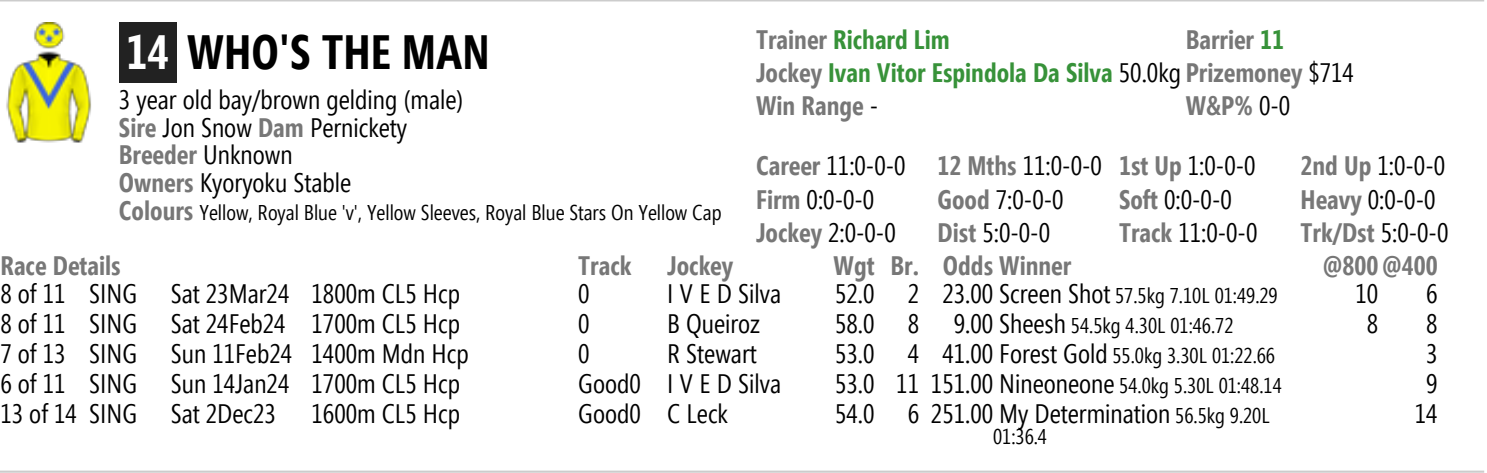 14 WHO'S THE MAN
3 year old bay/brown gelding (male)
Sire Jon Snow Dam Pernickety
Breeder Unknown
Owners Kyoryoku Stable
Colours Yellow, Royal Blue 'v', Yellow Sleeves, Royal Blue Stars On Yellow Cap
Trainer Richard Lim Barrier 11
Jockey Ivan Vitor Espindola Da Silva 50.0kg Prizemoney $714
Win Range - W&P% 0-0
Career 11:0-0-0 12 Mths 11:0-0-0 1st Up 1:0-0-0 2nd Up 1:0-0-0
Firm 0:0-0-0 Good 7:0-0-0 Soft 0:0-0-0 Heavy 0:0-0-0
Jockey 2:0-0-0 Dist 5:0-0-0 Track 11:0-0-0 Trk/Dst 5:0-0-0
Race Details Track Jockey Wgt Br. Odds Winner @800 @400
8 of 11 SING Sat 23Mar24 1800m CL5 Hcp 0 I V E D Silva 52.0 2 23.00 Screen Shot 57.5kg 7.10L 01:49.29 10 6
8 of 11 SING Sat 24Feb24 1700m CL5 Hcp 0 B Queiroz 58.0 8 9.00 Sheesh 54.5kg 4.30L 01:46.72 8 8
7 of 13 SING Sun 11Feb24 1400m Mdn Hcp 0 R Stewart 53.0 4 41.00 Forest Gold 55.0kg 3.30L 01:22.66 3
6 of 11 SING Sun 14Jan24 1700m CL5 Hcp Good0 I V E D Silva 53.0 11 151.00 Nineoneone 54.0kg 5.30L 01:48.14 9
13 of 14 SING Sat 2Dec23 1600m CL5 Hcp Good0 C Leck 54.0 6 251.00 My Determination 56.5kg 9.20L 14
01:36.4